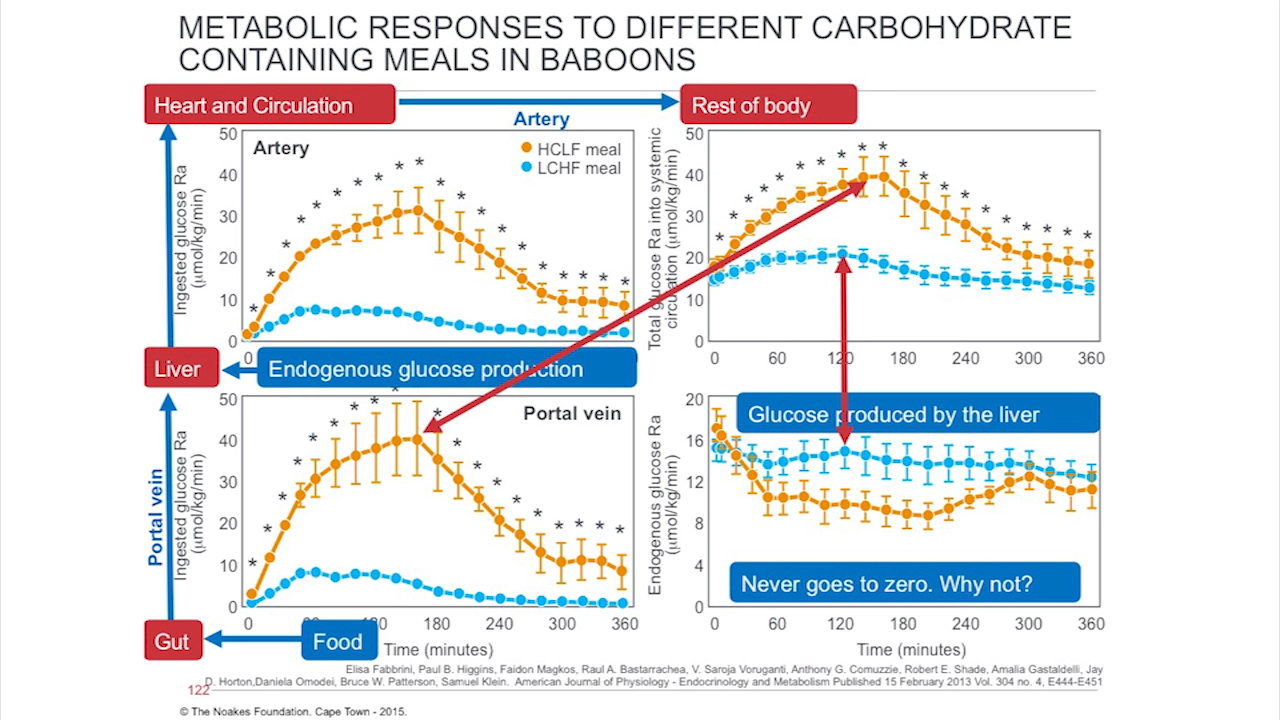 METABOLIC RESPONSES TO DIFFERENT CARBOHYDRATE
CONTAINING MEALS IN BABOONS
Heart and Circulation
Rest of body
Artery
50
40
30
20
10
0
0
Ingested glucose Ra
(µmol/kg/min)
Artery
HCLF meal
LCHF meal
* * * * * * * * * * * * * * * * * *
50
40
30
20
10
0
Total glucose Ra into systemic
circulation (µmol/kg/min)
* * * * * * * * * * * * * * * * * *
0 60 120 180 240 300 360
Liver
Endogenous glucose production
Portal vein
50
40
30
20
10
0
Ingested glucose Ra
(µmol/kg/min)
Portal vein
* * * * * * * * * * * * * * * * *
0 180 240 300 360
Time (minutes)
20
16
12
8
4
0
Endogenous glucose Ra
(µmol/kg/min)
Glucose produced by the liver
Never goes to zero. Why not?
0 60 120 180 240 300 360
Time (minutes)
Gut
Food
Elisa Fabbrini, Paul B. Higgins, Faidon Magkos, Raul A. Bastarrachea, V. Saroja Voruganti, Anthony G. Comuzzie, Robert E. Shade, Amalia Gastaldelli, Jay
D. Horton,Daniela Omodei, Bruce W. Patterson, Samuel Klein. American Journal of Physiology - Endocrinology and Metabolism Published 15 February 2013 Vol. 304 no. 4, E444-E451
122
© The Noakes Foundation. Cape Town - 2015.